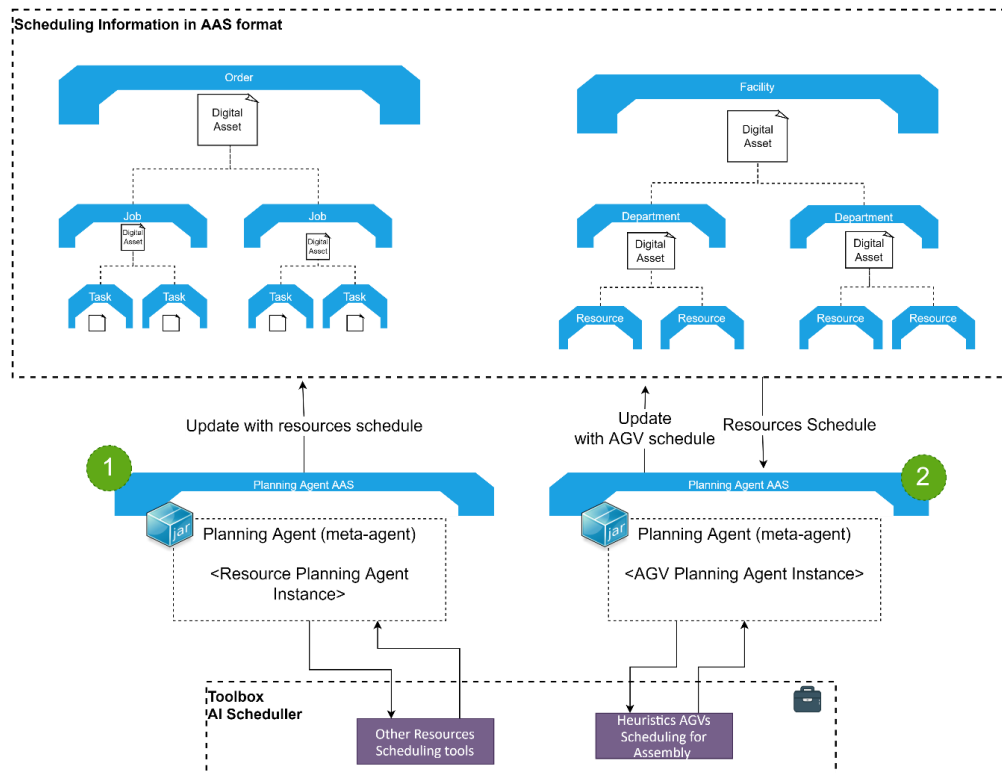 Scheduling Information in AAS format
Order
Digital
Asset
Job
Digital
Asset
Job
Digital
Asset
Task
Task
Task
Task
Facility
Digital
Asset
Department
Digital
Asset
Department
Digital
Asset
Resource
Resource
Resource
Resource
Update with resources schedule
Update
with AGV schedule
Resources Schedule
1
Planning Agent AAS
jar
Planning Agent (meta-agent)
<Resource Planning Agent
Instance>
Planning Agent AAS
2
jar
Planning Agent (meta-agent)
<AGV Planning Agent Instance>
Toolbox
AI Scheduller
Other Resources
Scheduling tools
Heuristics AGVs
Scheduling for
Assembly